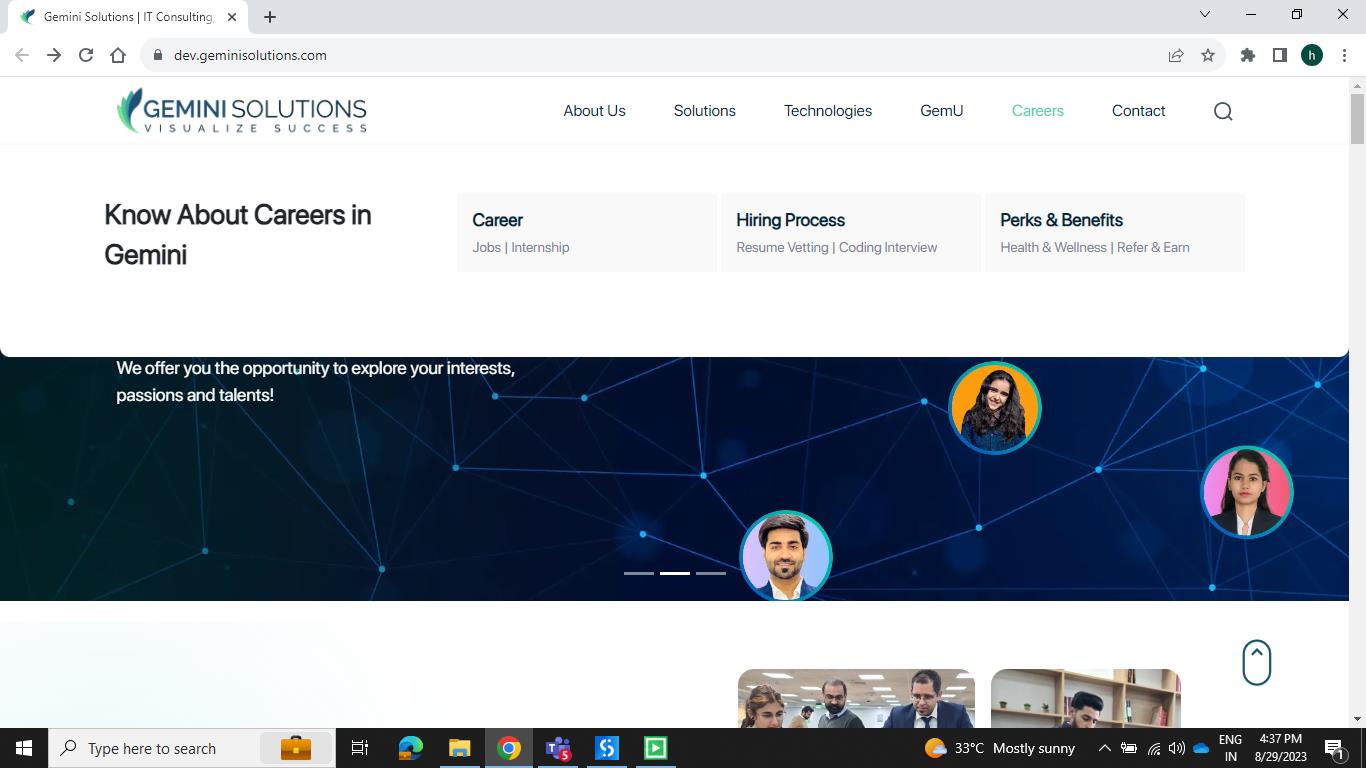 Gemini Solutions | IT Consulting,
dev.geminisolutions.com
h
GEMINI SOLUTIONS
VISUALIZE SUCCESS
About Us
Solutions
Technologies
GemU
Careers
Contact
Know About Careers in
Gemini
Career
Jobs | Internship
Hiring Process
Resume Vetting | Coding Interview
Perks & Benefits
Health & Wellness | Refer & Earn
We offer you the opportunity to explore your interests,
passions and talents!
Type here to search
5
33°C Mostly sunny
ENG
IN
4:37 PM
8/29/2023
1